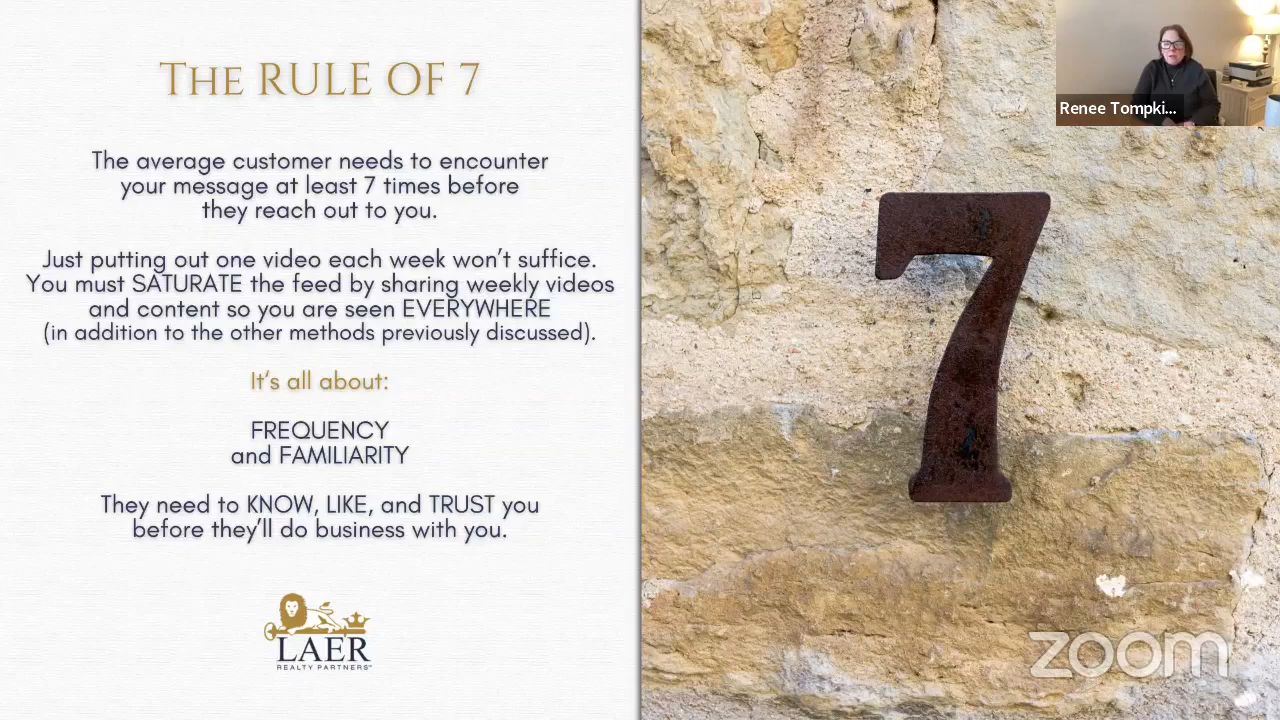 The RULE OF 7
The average customer needs to encounter
your message at least 7 times before
they reach out to you.
Just putting out one video each week won't suffice.
You must SATURATE the feed by sharing weekly videos
and content so you are seen EVERYWHERE
(in addition to the other methods previously discussed).
It's all about:
FREQUENCY
and FAMILIARITY
They need to KNOW, LIKE, and TRUST you
before they'll do business with you.
LAER
REALTY PARTNERS
7
Renee Tompki...
zoom